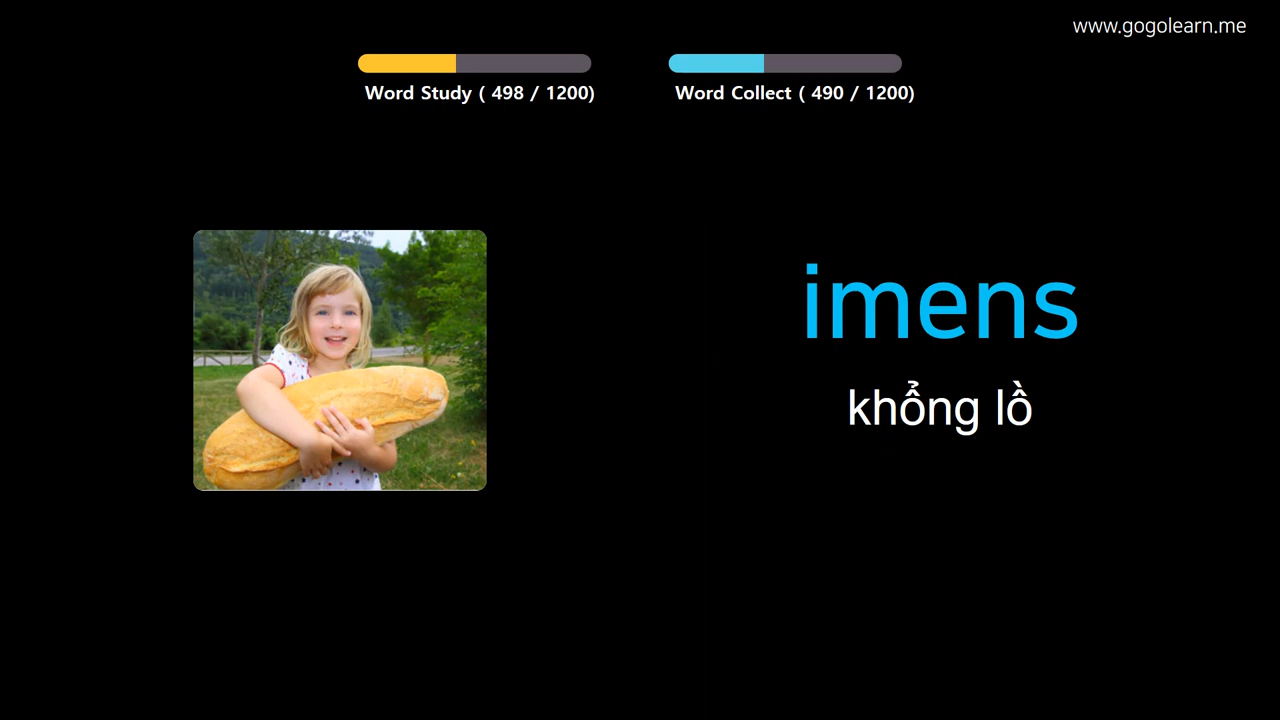 www.gogolearn.me
Word Study ( 498 / 1200)
Word Collect ( 490 / 1200)
imens
khổng lồ